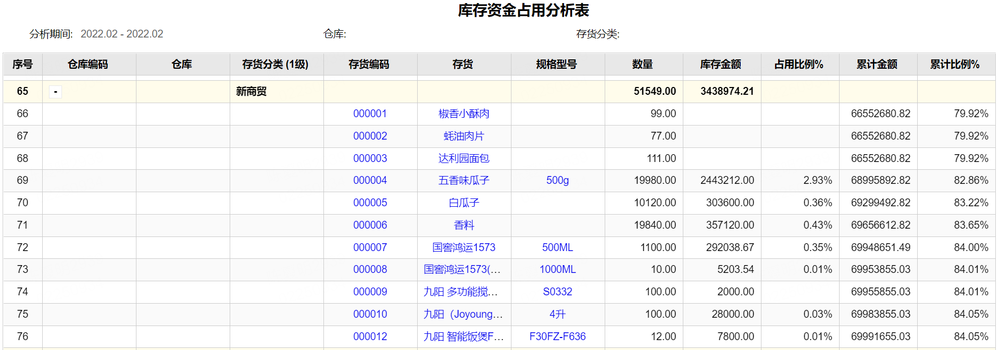 库存资金占用分析表
分析期间: 2022.02 - 2022.02 仓库: 存货分类:
序号 仓库编码 仓库 存货分类 (1级) 存货编码 存货 规格型号 数量 库存金额 占用比例% 累计金额 累计比例%
65 - 新商贸 51549.00 3438974.21
66 000001 椒香小酥肉 99.00 66552680.82 79.92%
67 000002 蚝油肉片 77.00 66552680.82 79.92%
68 000003 达利园面包 111.00 66552680.82 79.92%
69 000004 五香味瓜子 500g 19980.00 2443212.00 2.93% 68995892.82 82.86%
70 000005 白瓜子 10120.00 303600.00 0.36% 69299492.82 83.22%
71 000006 香料 19840.00 357120.00 0.43% 69656612.82 83.65%
72 000007 国窖鸿运1573 500ML 1100.00 292038.67 0.35% 69948651.49 84.00%
73 000008 国窖鸿运1573(... 1000ML 10.00 5203.54 0.01% 69953855.03 84.01%
74 000009 九阳 多功能搅... S0332 100.00 2000.00 69955855.03 84.01%
75 000010 九阳（Joyoung... 4升 100.00 28000.00 0.03% 69983855.03 84.05%
76 000012 九阳 智能饭煲F... F30FZ-F636 12.00 7800.00 0.01% 69991655.03 84.05%